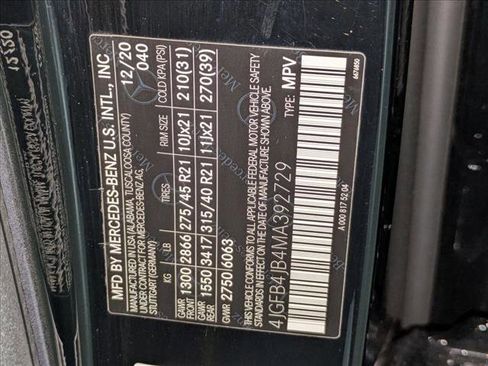 MFD BY MERCEDES-BENZ U.S. INTL., INC
MANUFACTURED IN USA (ALABAMA, TUSCALOOSA COUNTY) 12/20
UNDER CONTRACT FOR MERCEDES-BENZ AG, 040
STUTTGART (GERMANY)
KG LB TIRES RIM SIZE COLD KPA (PSI)
GAWR FRONT 1300 2866 275/45 R21 10Jx21 210(31)
GAWR REAR 1550 3417 315/40 R21 11Jx21 270(39)
GVWR 2750 6063
THIS VEHICLE CONFORMS TO ALL APPLICABLE FEDERAL MOTOR VEHICLE SAFETY
STANDARDS IN EFFECT ON THE DATE OF MANUFACTURE SHOWN ABOVE
TYPE: MPV
4JGFB4JB4MA392729
A 000 817 52 04